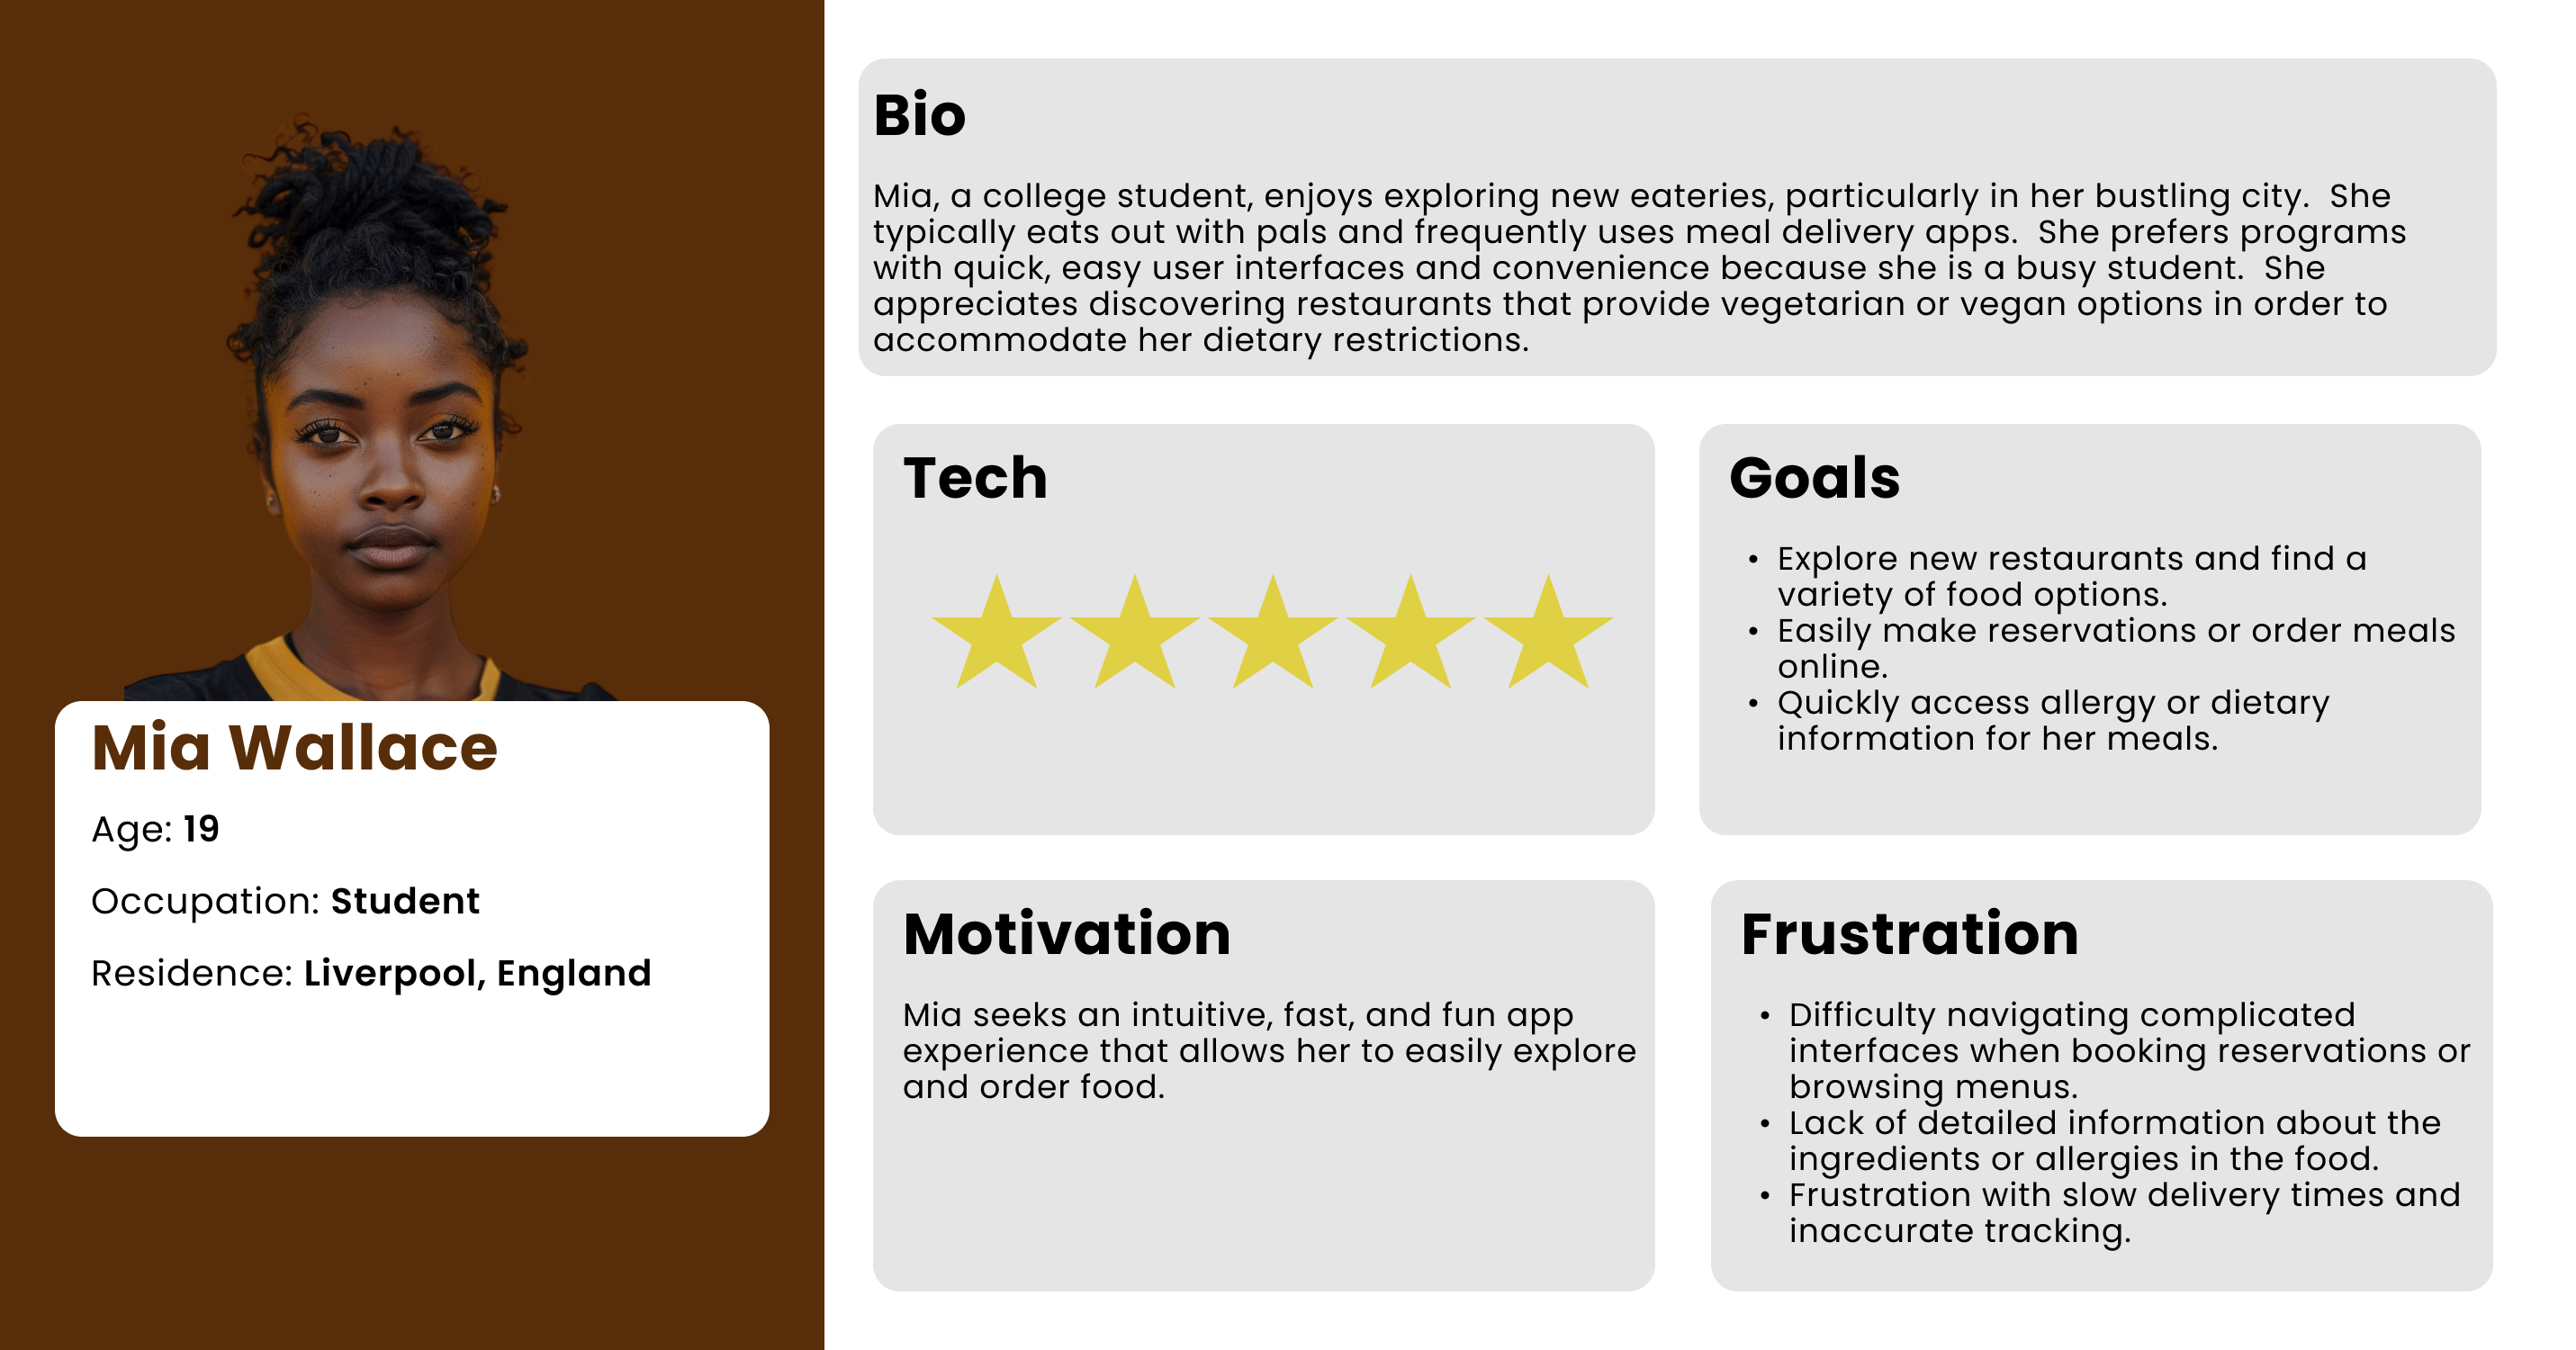 Mia Wallace
Age: 19
Occupation: Student
Residence: Liverpool, England
Bio
Mia, a college student, enjoys exploring new eateries, particularly in her bustling city.  She
typically eats out with pals and frequently uses meal delivery apps.  She prefers programs
with quick, easy user interfaces and convenience because she is a busy student.  She
appreciates discovering restaurants that provide vegetarian or vegan options in order to
accommodate her dietary restrictions.
Tech
Goals
• Explore new restaurants and find a
variety of food options.
• Easily make reservations or order meals
online.
• Quickly access allergy or dietary
information for her meals.
Motivation
Mia seeks an intuitive, fast, and fun app
experience that allows her to easily explore
and order food.
Frustration
• Difficulty navigating complicated
interfaces when booking reservations or
browsing menus.
• Lack of detailed information about the
ingredients or allergies in the food.
• Frustration with slow delivery times and
inaccurate tracking.